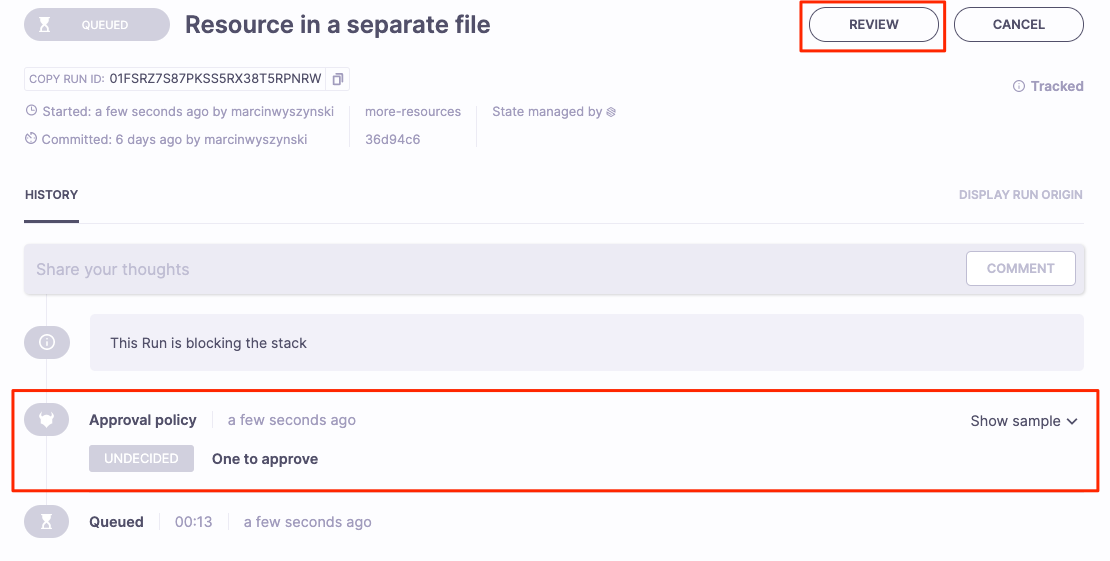 QUEUED Resource in a separate file REVIEW CANCEL
COPY RUN ID: 01FSRZ7S87PKSS5RX38T5RPNRW
Tracked
Started: a few seconds ago by marcinwyszynski more-resources State managed by
Committed: 6 days ago by marcinwyszynski 36d94c6
HISTORY DISPLAY RUN ORIGIN
Share your thoughts COMMENT
This Run is blocking the stack
Approval policy a few seconds ago Show sample
UNDECIDED One to approve
Queued 00:13 a few seconds ago